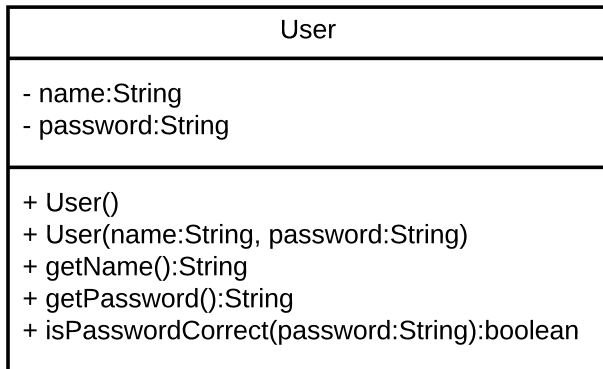 User
- name:String
- password:String
+ User()
+ User(name:String, password:String)
+ getName():String
+ getPassword():String
+ isPasswordCorrect(password:String):boolean